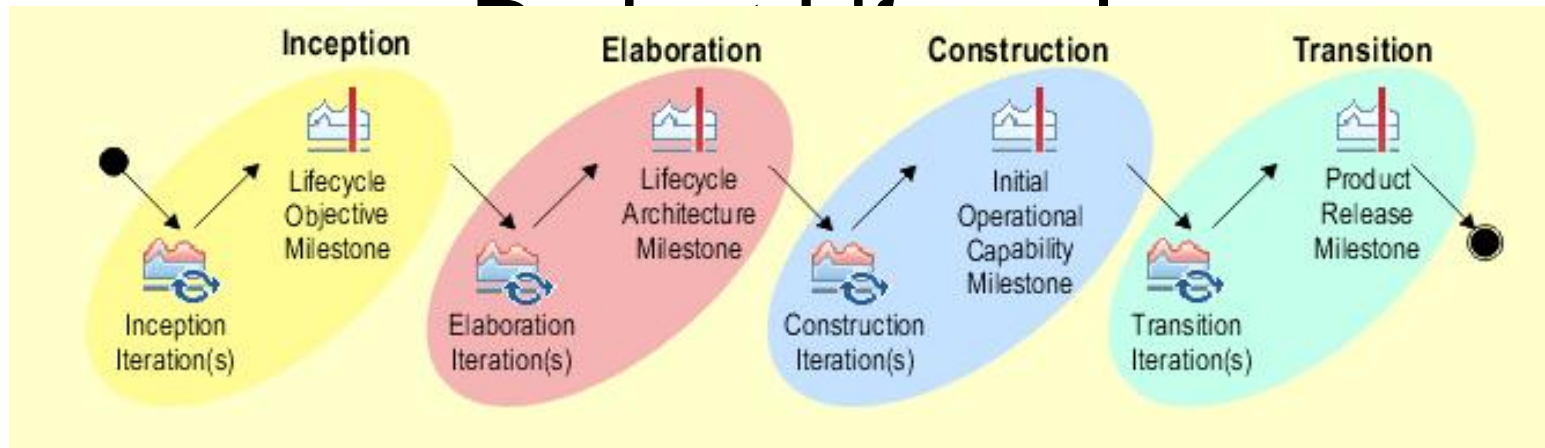 Inception
Elaboration
Construction
Transition
Lifecycle
Objective
Milestone
Lifecycle
Architecture
Milestone
Initial
Operational
Capability
Milestone
Product
Release
Milestone
Inception
Iteration(s)
Elaboration
Iteration(s)
Construction
Iteration(s)
Transition
Iteration(s)